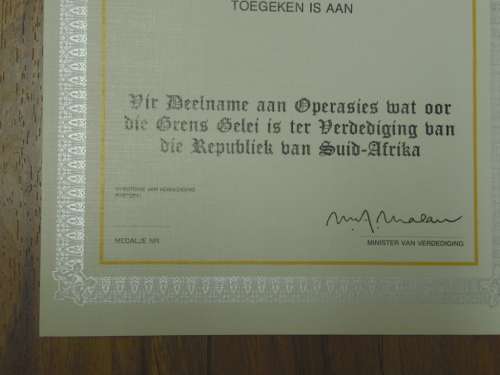 TOEGEKEN IS AAN
Vir Deelname aan Operasies wat oor
die Grens Gelei is ter Verdediging van
die Republiek van Suid-Afrika
MEDALJE NR.
M.A. Malan
MINISTER VAN VERDEDIGING